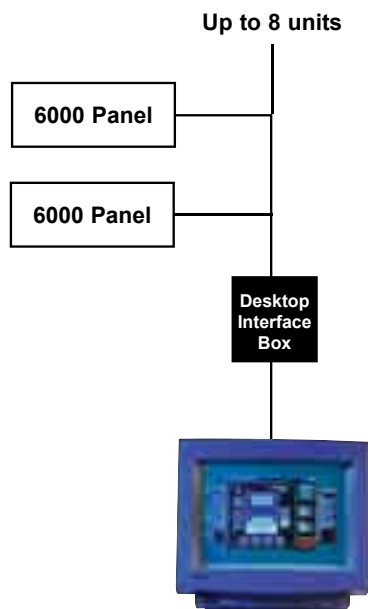 Up to 8 units
6000 Panel
6000 Panel
Desktop
Interface
Box